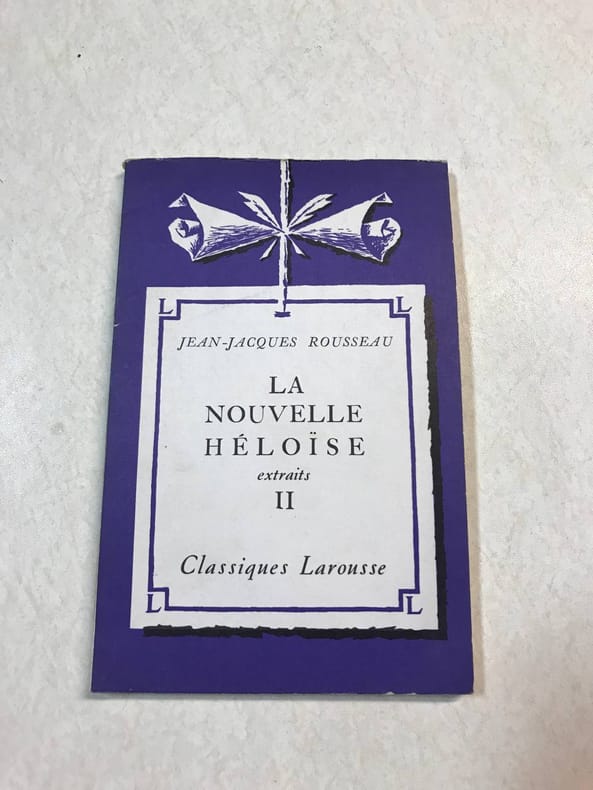 L L
JEAN-JACQUES ROUSSEAU
LA
NOUVELLE
HÉLOÏSE
extraits
II
Classiques Larousse
L L